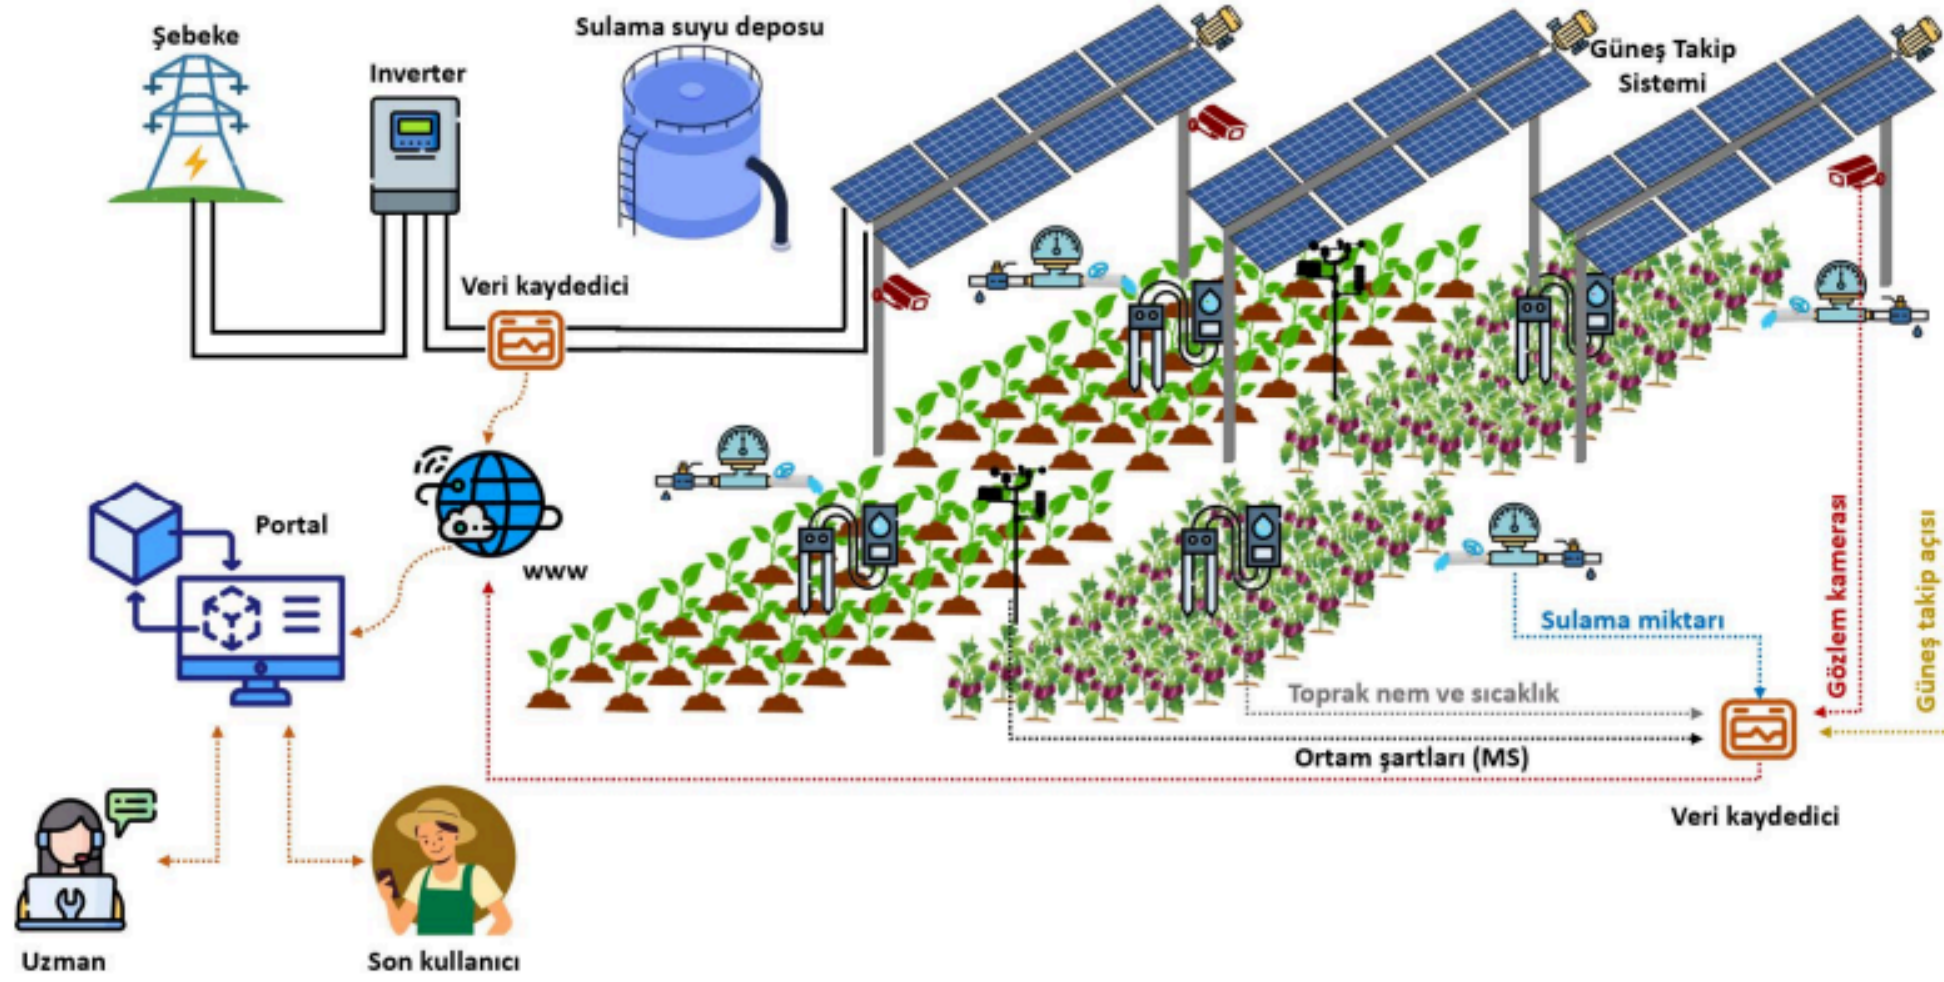 Şebeke
Inverter
Sulama suyu deposu
Güneş Takip
Sistemi
Veri kaydedici
Portal
www
Sulama miktarı
Gözlem kamerası
Güneş takip açısı
Toprak nem ve sıcaklık
Ortam şartları (MS)
Veri kaydedici
Uzman
Son kullanıcı